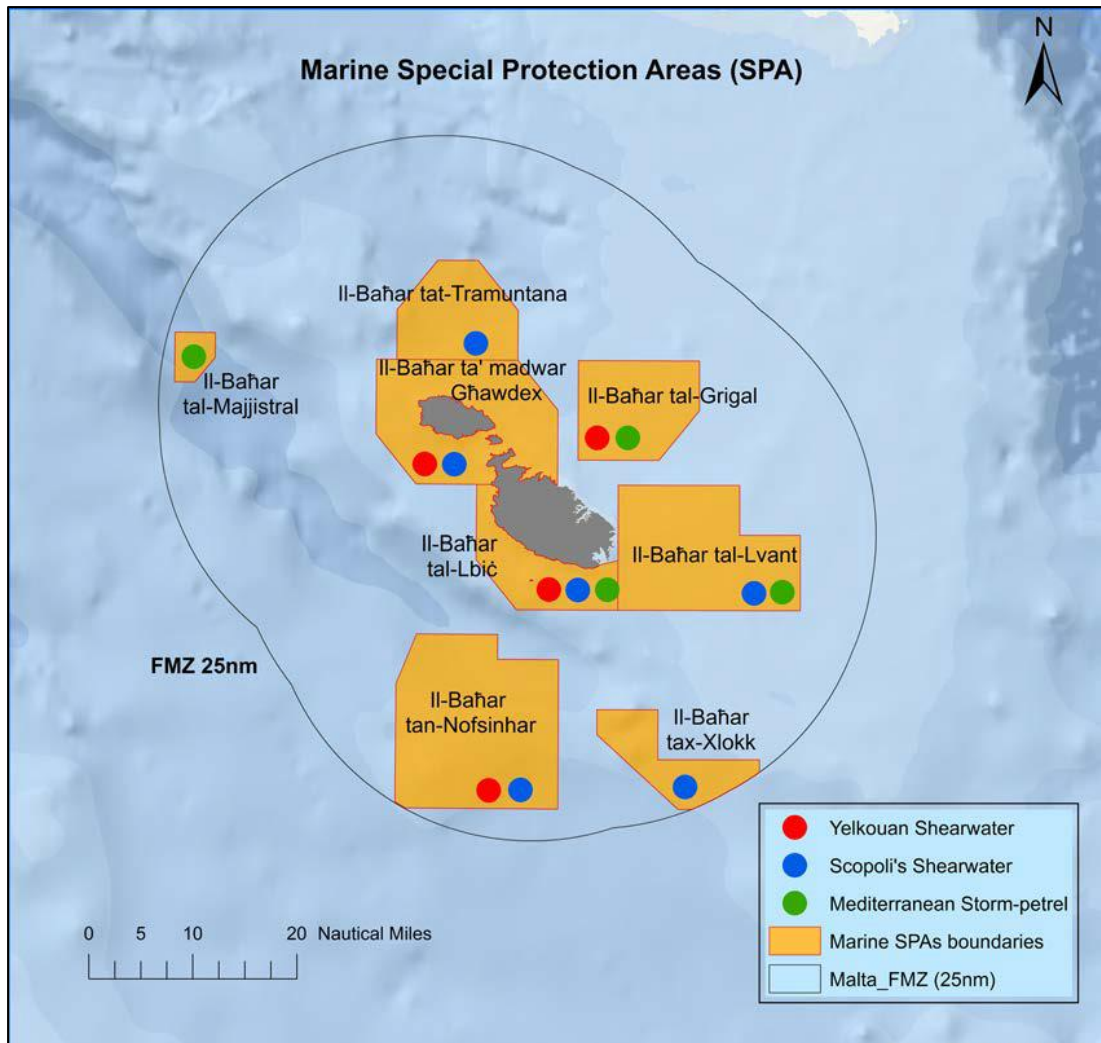 N
Marine Special Protection Areas (SPA)
Il-Baħar tat-Tramuntana
Il-Baħar ta' madwar
Għawdex
Il-Baħar
tal-Majjistral
Il-Baħar tal-Grigal
Il-Baħar
tal-Lbiċ
Il-Baħar tal-Lvant
FMZ 25nm
Il-Baħar
tan-Nofsinhar
Il-Baħar
tax-Xlokk
Yelkouan Shearwater
Scopoli's Shearwater
Mediterranean Storm-petrel
Marine SPAs boundaries
Malta_FMZ (25nm)
0 5 10 20 Nautical Miles